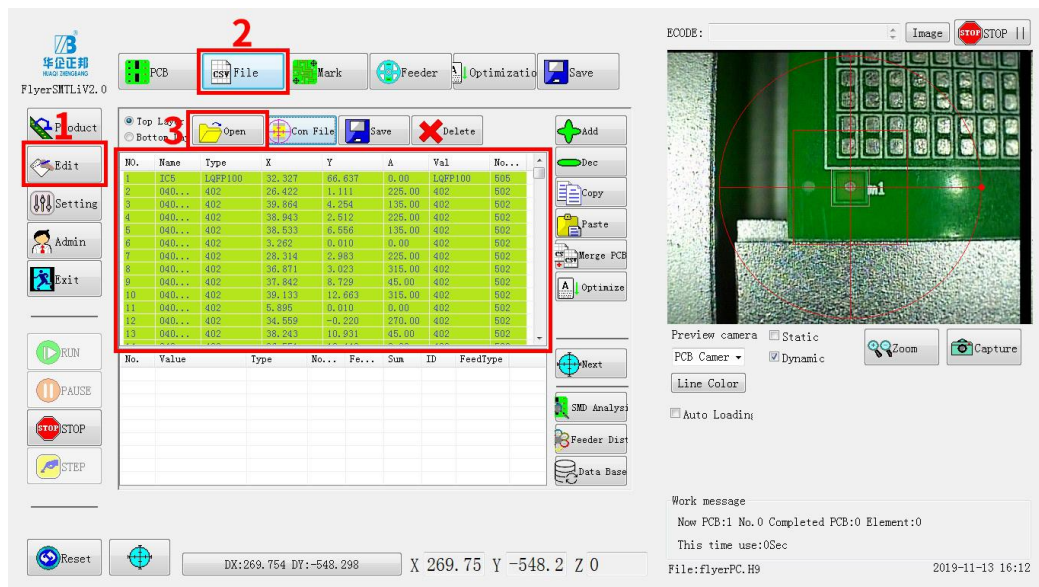 华企正邦
HUAQI ZHENGBANG
FlyerSMTLiV2.0
2
PCB
CSV File
Mark
Feeder
Optimizatio
Save
ECODE:
Image
STOP STOP ||
1
Product
Edit
Setting
Admin
Exit
RUN
PAUSE
STOP STOP
STEP
Reset
Top Layer
Bottom
3
Open
Con File
Save
Delete
NO. Name Type X Y A Val No...
1 IC5 LQFP100 32.327 66.637 0.00 LQFP100 505
2 040... 402 26.422 1.111 225.00 402 502
3 040... 402 39.864 4.254 135.00 402 502
4 040... 402 38.943 2.512 225.00 402 502
5 040... 402 38.533 6.556 135.00 402 502
6 040... 402 3.262 0.010 0.00 402 502
7 040... 402 28.314 2.983 225.00 402 502
8 040... 402 36.871 3.023 315.00 402 502
9 040... 402 37.842 8.729 45.00 402 502
10 040... 402 39.133 12.663 315.00 402 502
11 040... 402 5.895 0.010 0.00 402 502
12 040... 402 34.559 -0.220 270.00 402 502
13 040... 402 38.243 10.931 45.00 402 502
No. Value Type No... Fe... Sum ID FeedType
Add
Dec
Copy
Paste
CSV CSV Merge PCB
A Optimize
Next
SMD Analysi
Feeder Dist
Data Base
m1
Preview camera
Static
PCB Camer
Dynamic
Zoom
Capture
Line Color
Auto Loading
Work message
Now PCB:1 No.0 Completed PCB:0 Element:0
This time use:0Sec
DX:269.754 DY:-548.298
X 269.75 Y -548.2 Z 0
File:flyerPC.H9
2019-11-13 16:12